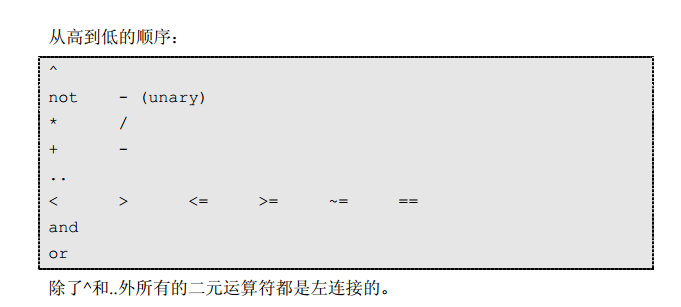 从高到低的顺序：
^
not - (unary)
* /
+ -
..
< > <= >= ~= ==
and
or
除了^和..外所有的二元运算符都是左连接的。